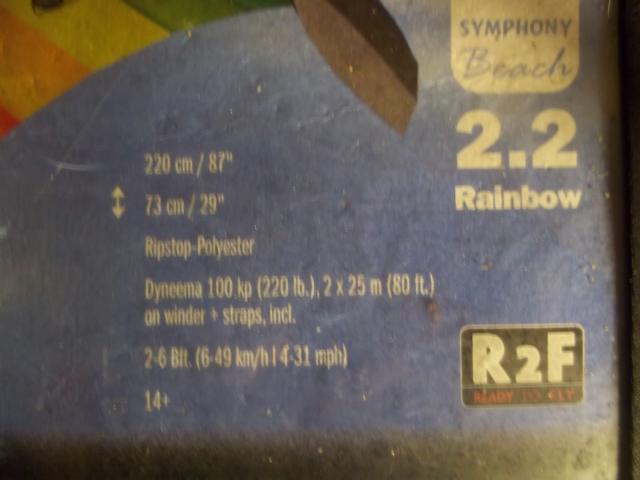 SYMPHONY
Beach
2.2
Rainbow
220 cm / 87"
73 cm / 29"
Ripstop-Polyester
Dyneema 100 kp (220 lb.), 2 x 25 m (80 ft.)
on winder + straps, incl.
2-6 Bft. (6-49 km/h | 4-31 mph)
14+
R2F
READY TO FLY